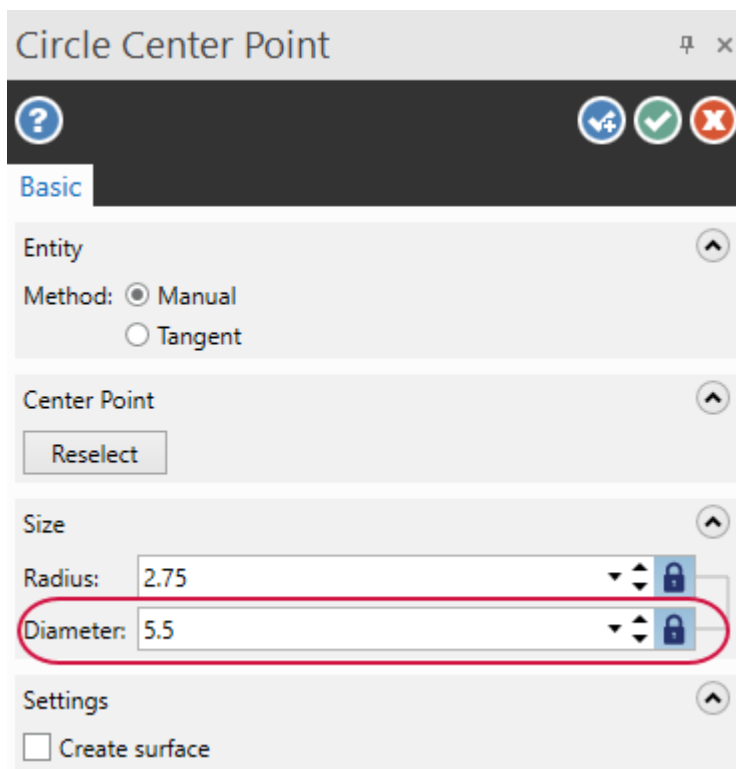 Circle Center Point
Basic
Entity
Method: Manual
Tangent
Center Point
Reselect
Size
Radius: 2.75
Diameter: 5.5
Settings
Create surface